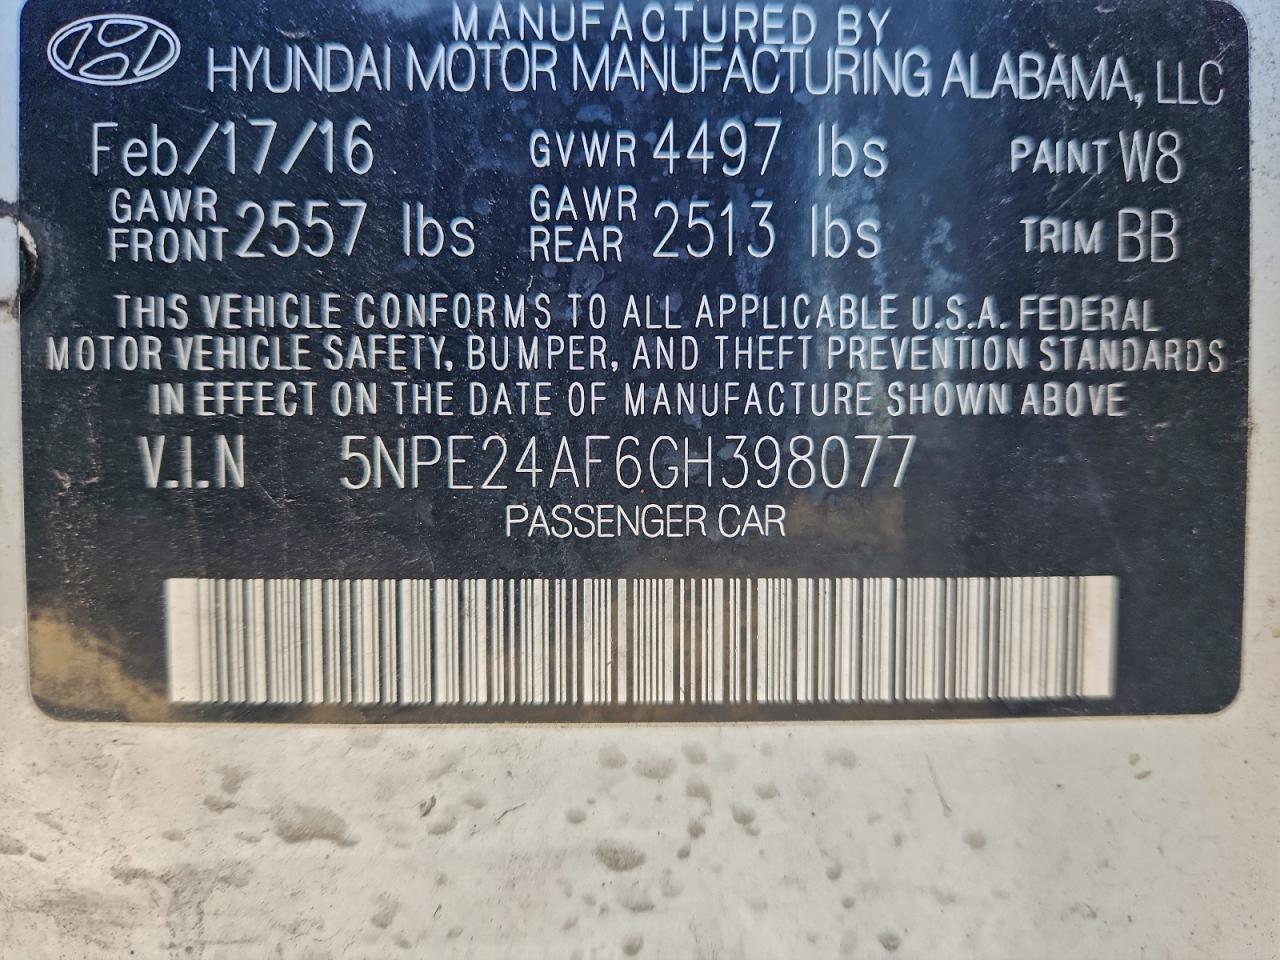 MANUFACTURED BY
HYUNDAI MOTOR MANUFACTURING ALABAMA, LLC
Feb/17/16 GVWR 4497 lbs PAINT W8
GAWR FRONT 2557 lbs GAWR REAR 2513 lbs TRIM BB
THIS VEHICLE CONFORMS TO ALL APPLICABLE U.S.A. FEDERAL
MOTOR VEHICLE SAFETY, BUMPER, AND THEFT PREVENTION STANDARDS
IN EFFECT ON THE DATE OF MANUFACTURE SHOWN ABOVE
V.I.N 5NPE24AF6GH398077
PASSENGER CAR